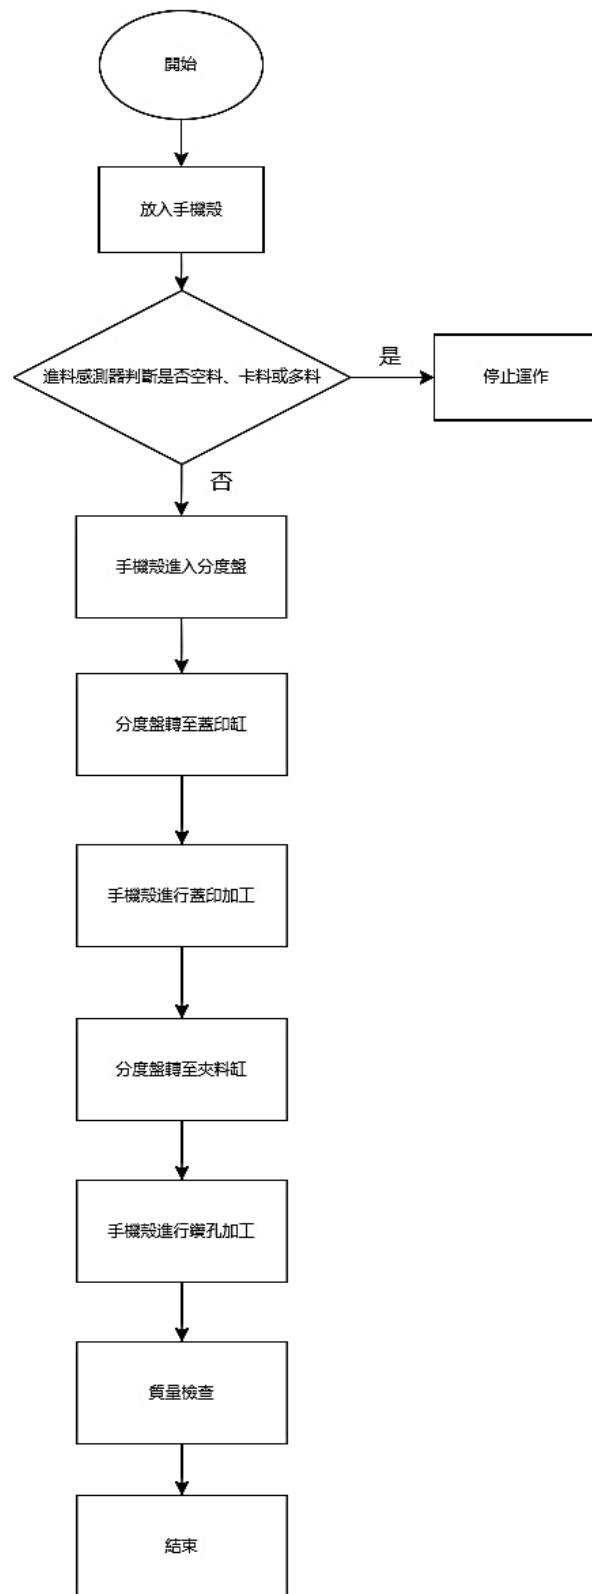 開始
放入手機殼
進料感測器判斷是否空料、卡料或多料
是
停止運作
否
手機殼進入分度盤
分度盤轉至蓋印缸
手機殼進行蓋印加工
分度盤轉至夾料缸
手機殼進行鑽孔加工
質量檢查
結束